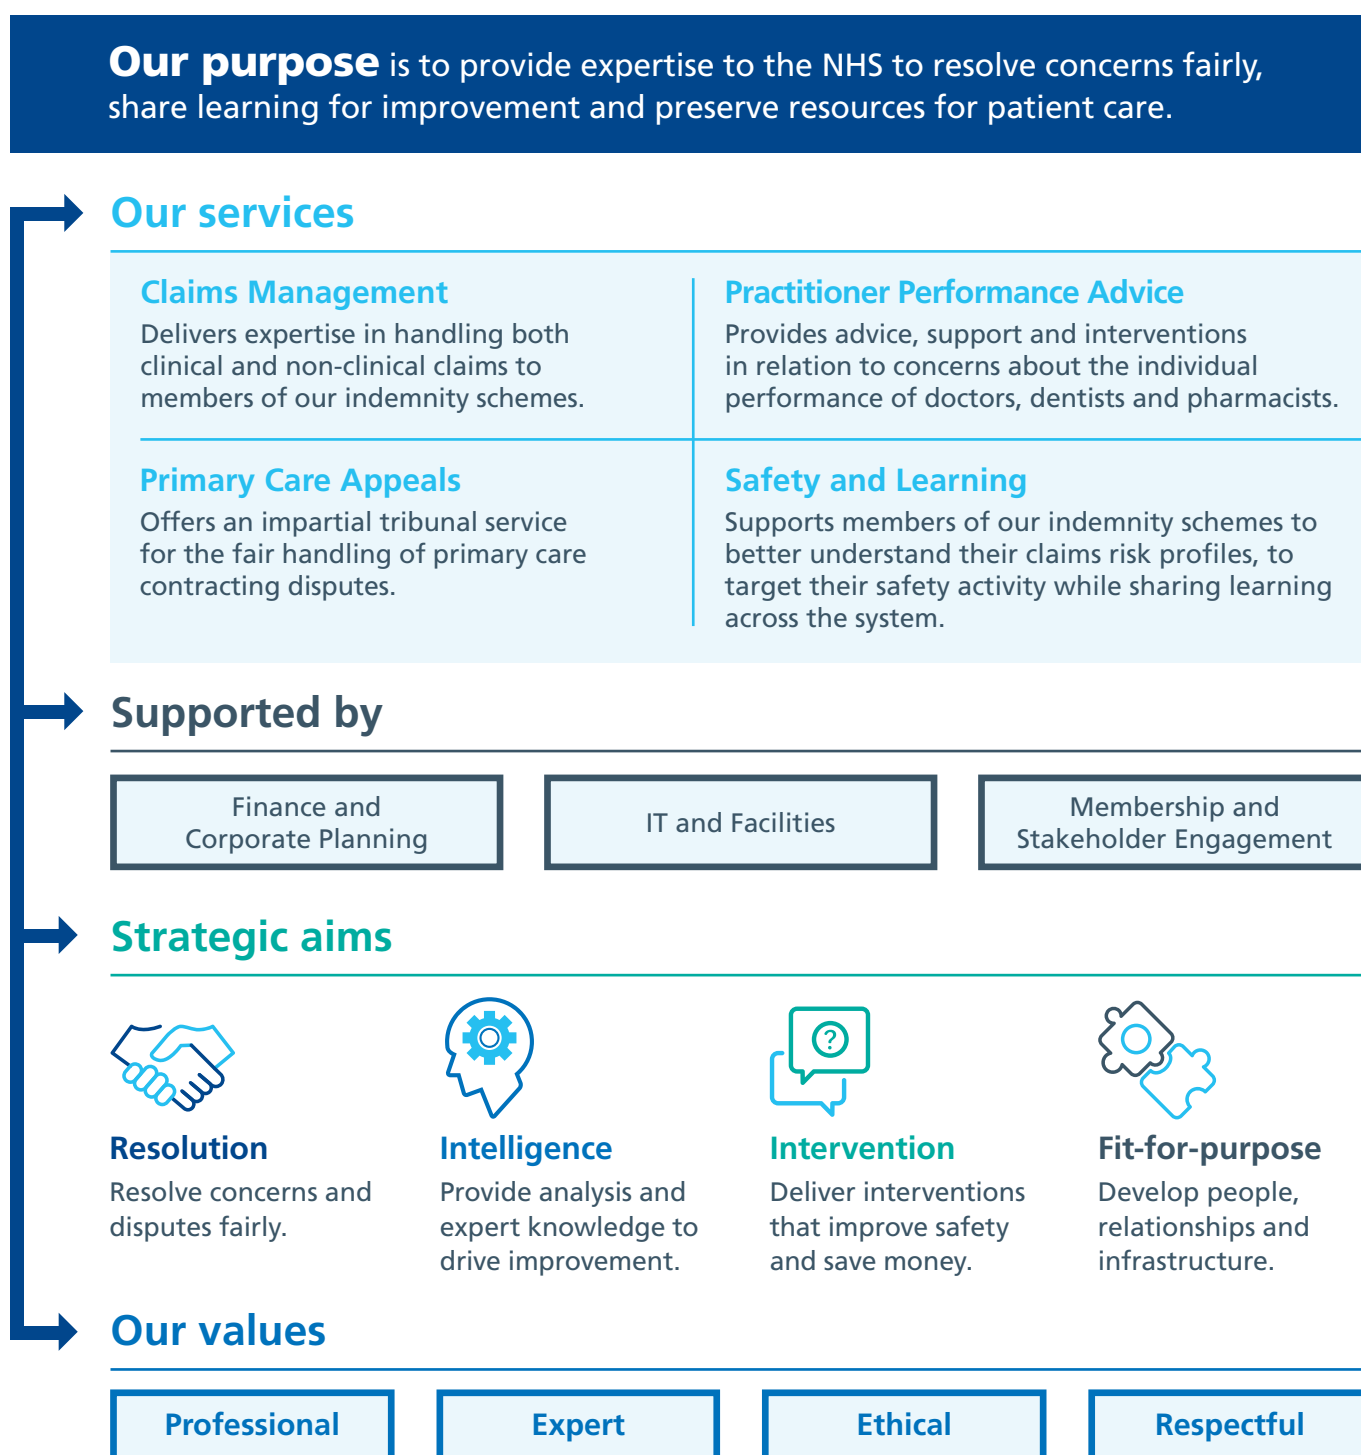 Our purpose is to provide expertise to the NHS to resolve concerns fairly,
share learning for improvement and preserve resources for patient care.
Our services
Claims Management
Delivers expertise in handling both
clinical and non-clinical claims to
members of our indemnity schemes.
Practitioner Performance Advice
Provides advice, support and interventions
in relation to concerns about the individual
performance of doctors, dentists and pharmacists.
Primary Care Appeals
Offers an impartial tribunal service
for the fair handling of primary care
contracting disputes.
Safety and Learning
Supports members of our indemnity schemes to
better understand their claims risk profiles, to
target their safety activity while sharing learning
across the system.
Supported by
Finance and
Corporate Planning
IT and Facilities
Membership and
Stakeholder Engagement
Strategic aims
?
Resolution
Resolve concerns and
disputes fairly.
Intelligence
Provide analysis and
expert knowledge to
drive improvement.
Intervention
Deliver interventions
that improve safety
and save money.
Fit-for-purpose
Develop people,
relationships and
infrastructure.
Our values
Professional
Expert
Ethical
Respectful